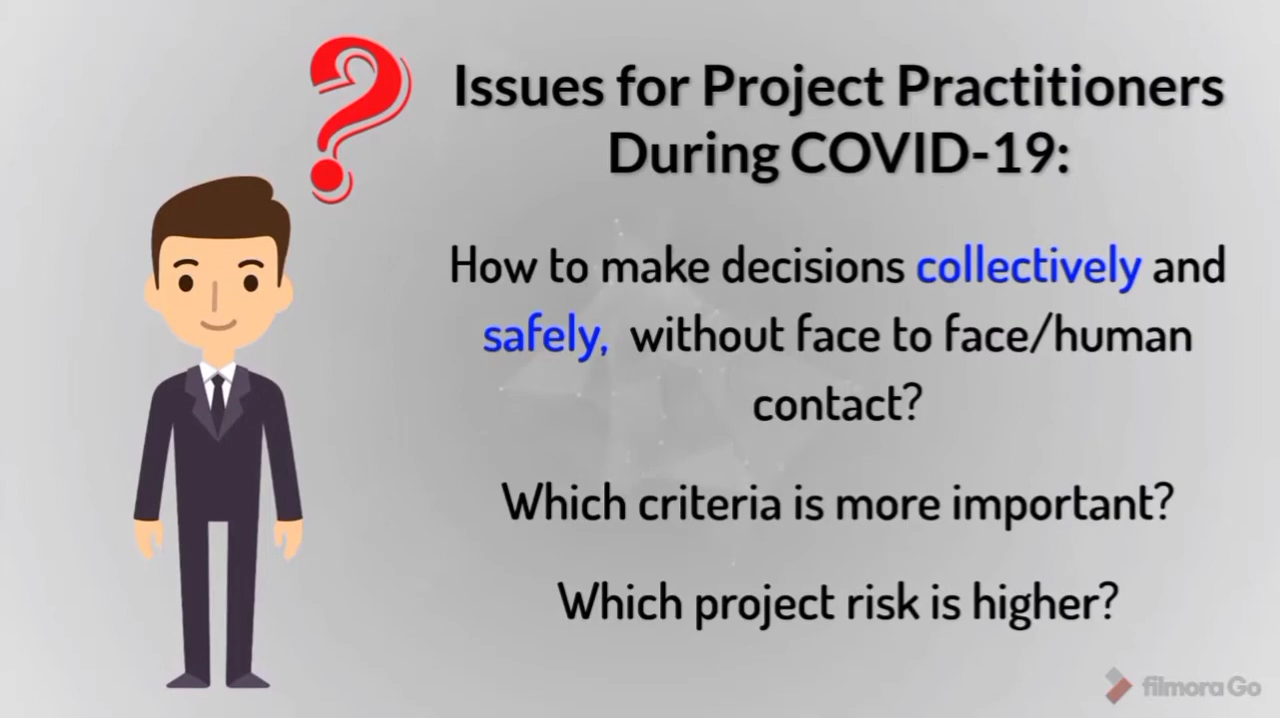 ?
Issues for Project Practitioners
During COVID-19:
How to make decisions collectively and
safely, without face to face/human
contact?
Which criteria is more important?
Which project risk is higher?
filmora Go